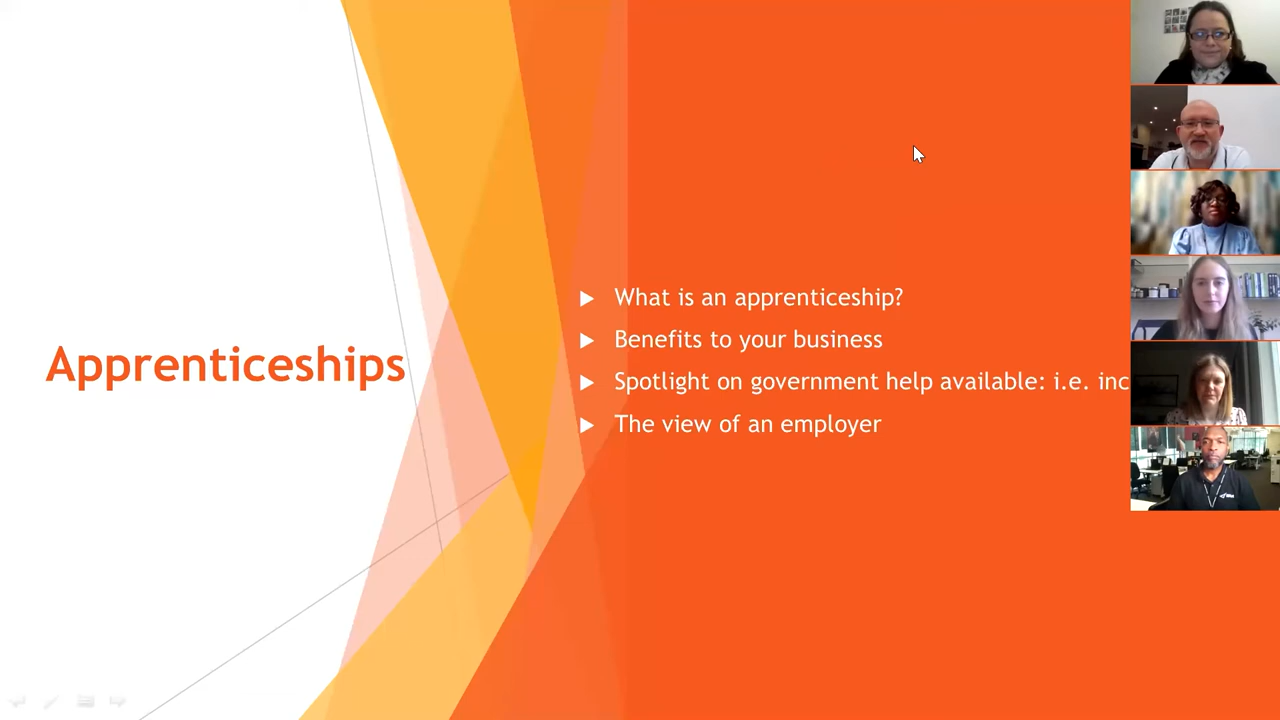 Apprenticeships
What is an apprenticeship?
Benefits to your business
Spotlight on government help available: i.e. inc
The view of an employer